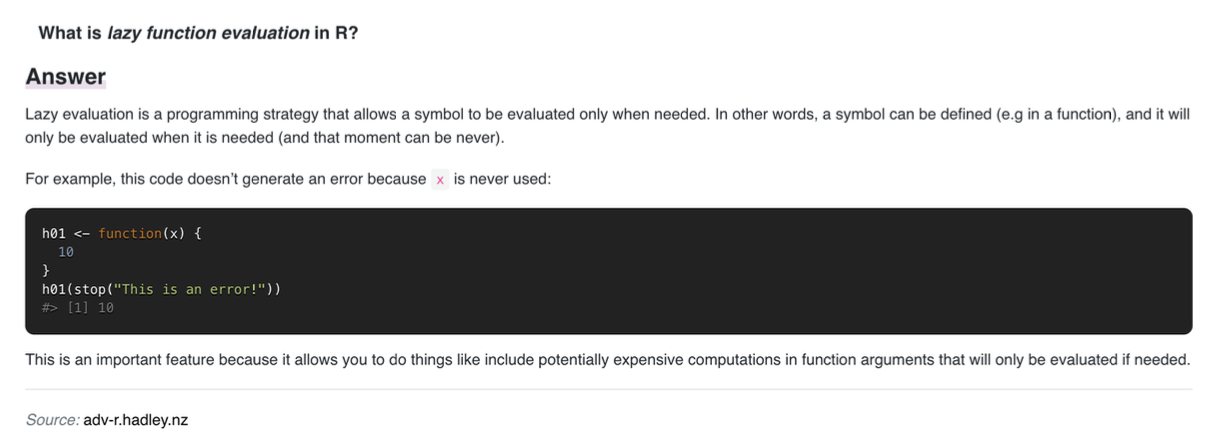 What is lazy function evaluation in R?
Answer
Lazy evaluation is a programming strategy that allows a symbol to be evaluated only when needed. In other words, a symbol can be defined (e.g in a function), and it will
only be evaluated when it is needed (and that moment can be never).
For example, this code doesn’t generate an error because x is never used:
h01 <- function(x) {
  10
}
h01(stop("This is an error!"))
#> [1] 10
This is an important feature because it allows you to do things like include potentially expensive computations in function arguments that will only be evaluated if needed.
Source: adv-r.hadley.nz